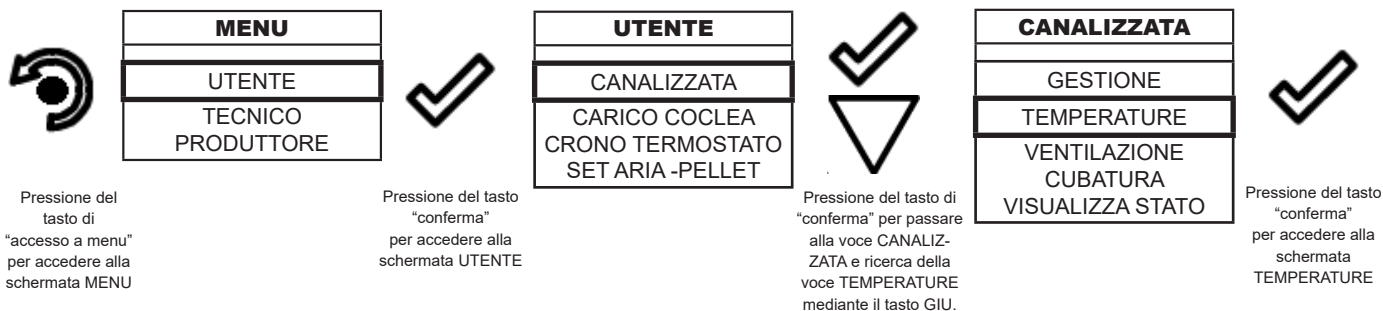 MENU
UTENTE
TECNICO
PRODUTTORE
UTENTE
CANALIZZATA
CARICO COCLEA
CRONO TERMOSTATO
SET ARIA -PELLET
CANALIZZATA
GESTIONE
TEMPERATURE
VENTILAZIONE
CUBATURA
VISUALIZZA STATO
Pressione del
tasto di
“accesso a menu”
per accedere alla
schermata MENU
Pressione del tasto
“conferma”
per accedere alla
schermata UTENTE
Pressione del tasto di
“conferma” per passare
alla voce CANALIZ-
ZATA e ricerca della
voce TEMPERATURE
mediante il tasto GIU.
Pressione del tasto
“conferma”
per accedere alla
schermata
TEMPERATURE